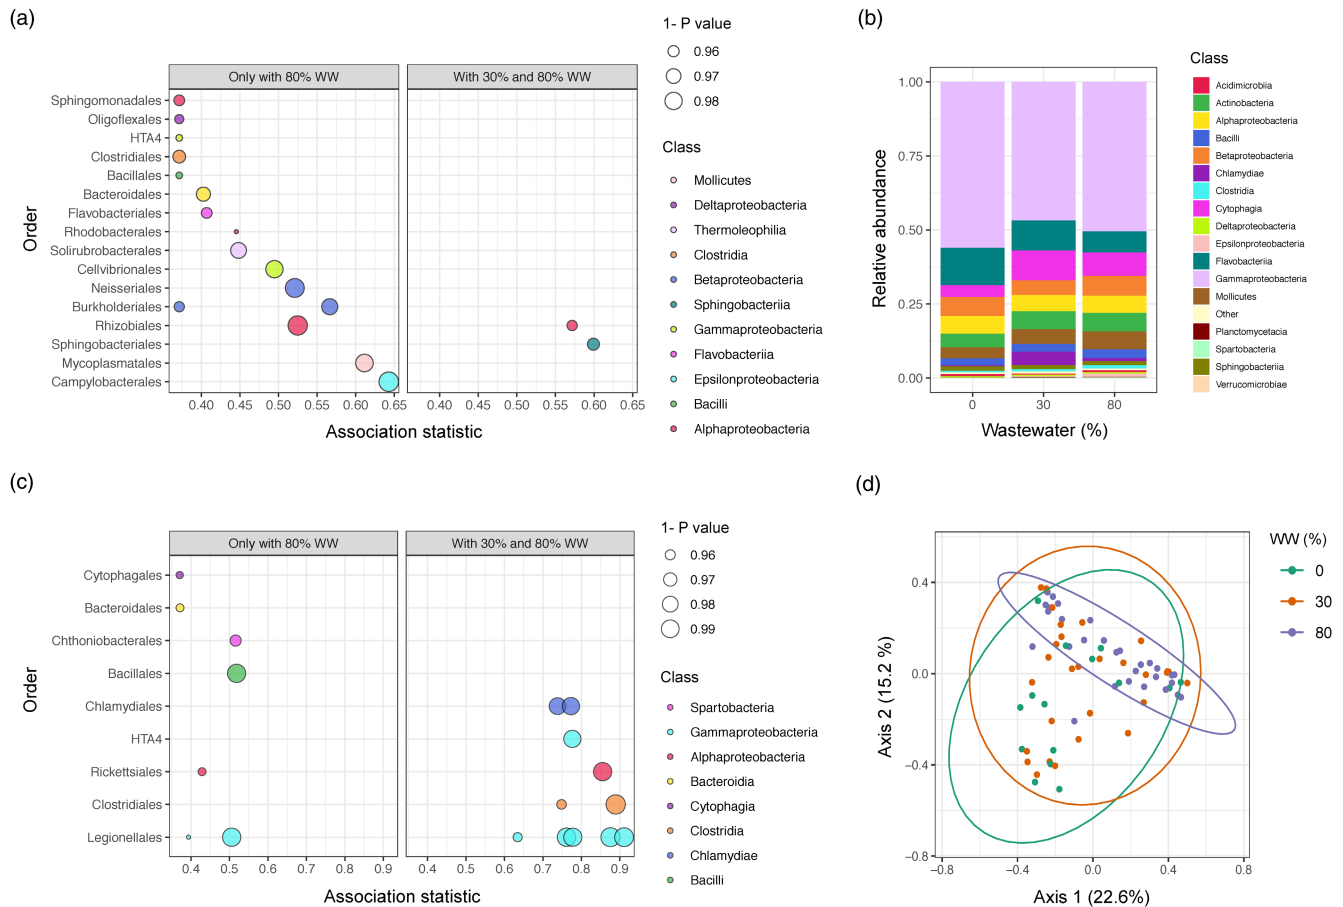 (a)
Only with 80% WW
With 30% and 80% WW
Order
Sphingomonadales
Oligoflexales
HTA4
Clostridiales
Bacillales
Bacteroidales
Flavobacteriales
Rhodobacterales
Solirubrobacterales
Cellvibrionales
Neisseriales
Burkholderiales
Rhizobiales
Sphingobacteriales
Mycoplasmatales
Campylobacterales
0.40 0.45 0.50 0.55 0.60 0.65
0.40 0.45 0.50 0.55 0.60 0.65
Association statistic
1- P value
0.96
0.97
0.98
Class
Mollicutes
Deltaproteobacteria
Thermoleophilia
Clostridia
Betaproteobacteria
Sphingobacteriia
Gammaproteobacteria
Flavobacteriia
Epsilonproteobacteria
Bacilli
Alphaproteobacteria
(b)
Relative abundance
1.00
0.75
0.50
0.25
0.00
0 30 80
Wastewater (%)
Class
Acidimicrobiia
Actinobacteria
Alphaproteobacteria
Bacilli
Betaproteobacteria
Chlamydiae
Clostridia
Cytophagia
Deltaproteobacteria
Epsilonproteobacteria
Flavobacteriia
Gammaproteobacteria
Mollicutes
Other
Planctomycetacia
Spartobacteria
Sphingobacteriia
Verrucomicrobiae
(c)
Only with 80% WW
With 30% and 80% WW
Order
Cytophagales
Bacteroidales
Chthoniobacterales
Bacillales
Chlamydiales
HTA4
Rickettsiales
Clostridiales
Legionellales
0.4 0.5 0.6 0.7 0.8 0.9
0.4 0.5 0.6 0.7 0.8 0.9
Association statistic
1- P value
0.96
0.97
0.98
0.99
Class
Spartobacteria
Gammaproteobacteria
Alphaproteobacteria
Bacteroidia
Cytophagia
Clostridia
Chlamydiae
Bacilli
(d)
Axis 2 (15.2 %)
0.4
0.0
−0.4
−0.8
−0.8 −0.4 0.0 0.4 0.8
Axis 1 (22.6%)
WW (%)
0
30
80